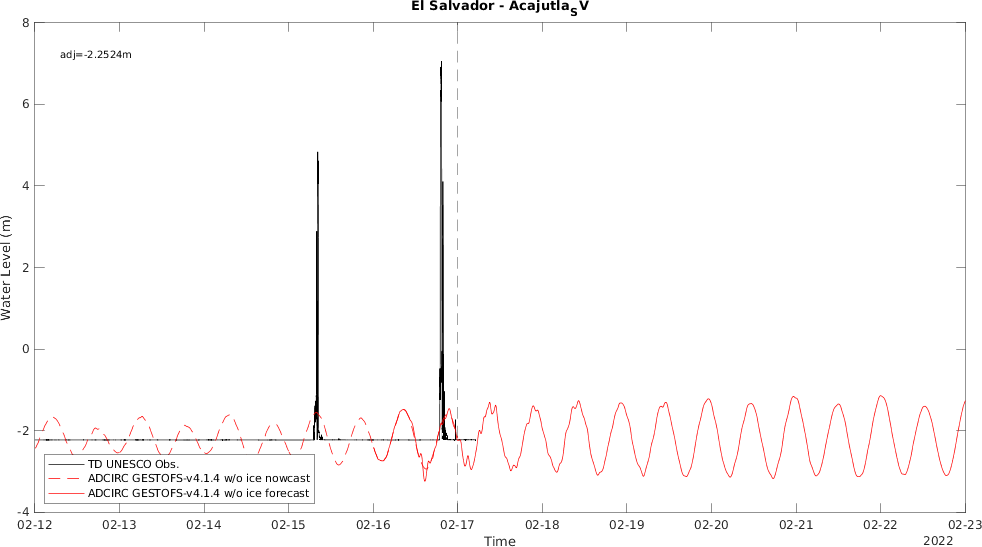 El Salvador - Acajutla_SV
8
adj=-2.2524m
6
4
2
0
-2
-4
Water Level (m)
TD UNESCO Obs.
ADCIRC GESTOFS-v4.1.4 w/o ice nowcast
ADCIRC GESTOFS-v4.1.4 w/o ice forecast
02-12 02-13 02-14 02-15 02-16 02-17 02-18 02-19 02-20 02-21 02-22 02-23
Time
2022